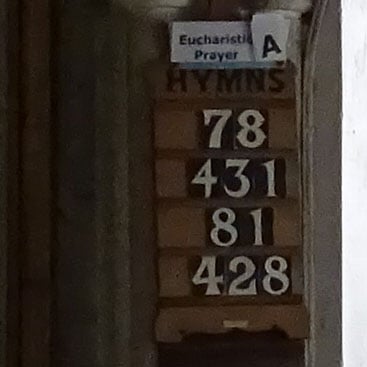 Eucharistic A
Prayer
HYMNS
78
431
81
428